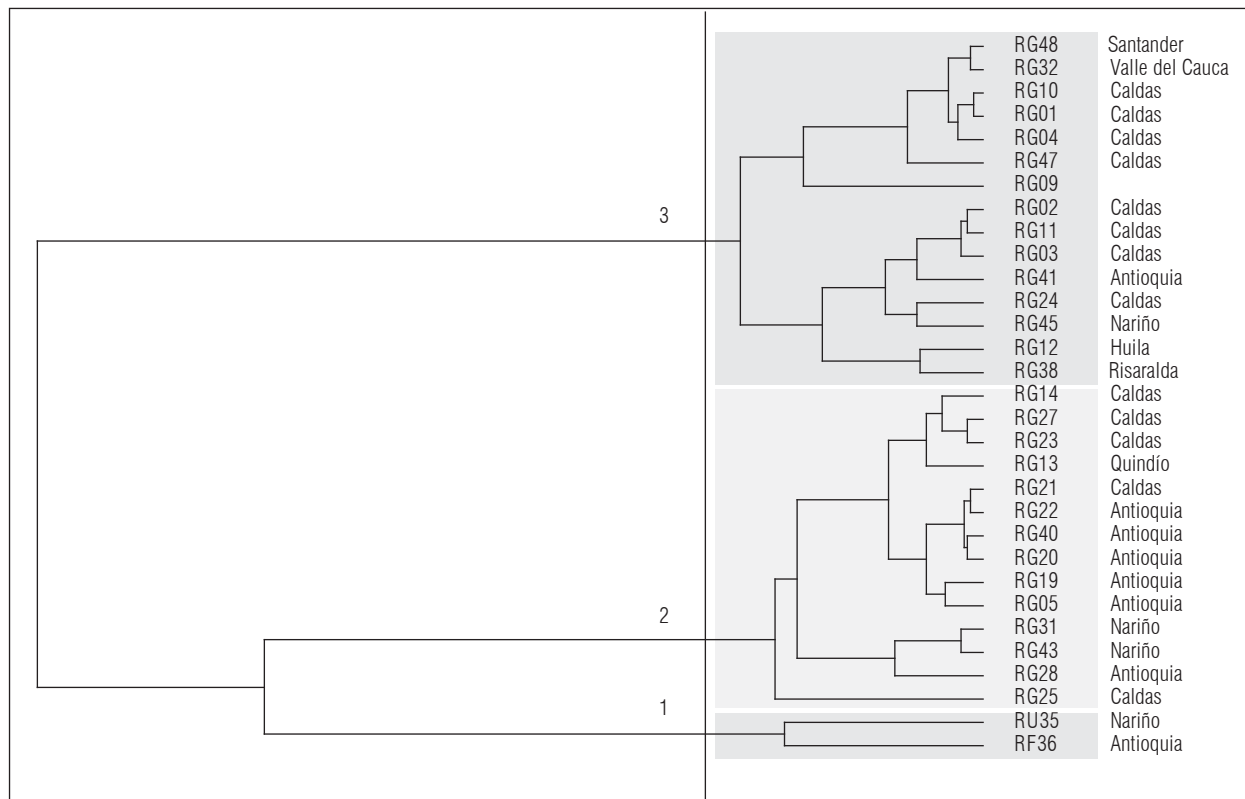 RG48 Santander
RG32 Valle del Cauca
RG10 Caldas
RG01 Caldas
RG04 Caldas
RG47 Caldas
RG09
RG02 Caldas
3
RG11 Caldas
RG03 Caldas
RG41 Antioquia
RG24 Caldas
RG45 Nariño
RG12 Huila
RG38 Risaralda
RG14 Caldas
RG27 Caldas
RG23 Caldas
RG13 Quindío
RG21 Caldas
RG22 Antioquia
RG40 Antioquia
RG20 Antioquia
RG19 Antioquia
RG05 Antioquia
2
RG31 Nariño
RG43 Nariño
RG28 Antioquia
RG25 Caldas
1
RU35 Nariño
RF36 Antioquia